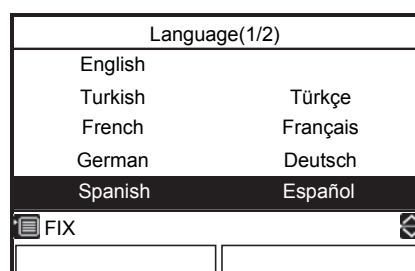 Language(1/2)
English
Turkish Türkçe
French Français
German Deutsch
Spanish Español
FIX